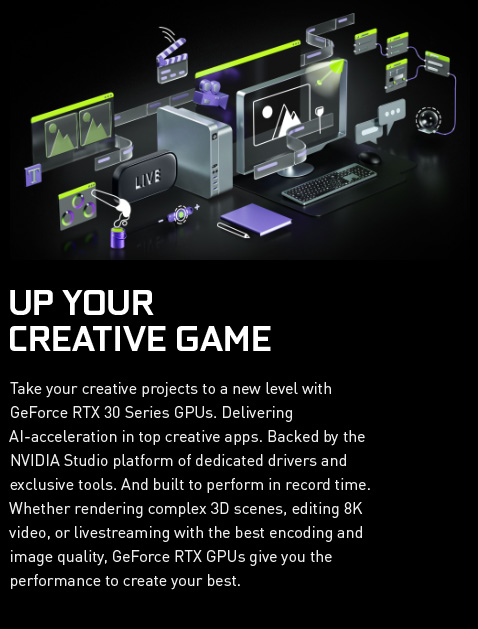 LIVE
T
UP YOUR
CREATIVE GAME
Take your creative projects to a new level with
GeForce RTX 30 Series GPUs. Delivering
AI-acceleration in top creative apps. Backed by the
NVIDIA Studio platform of dedicated drivers and
exclusive tools. And built to perform in record time.
Whether rendering complex 3D scenes, editing 8K
video, or livestreaming with the best encoding and
image quality, GeForce RTX GPUs give you the
performance to create your best.